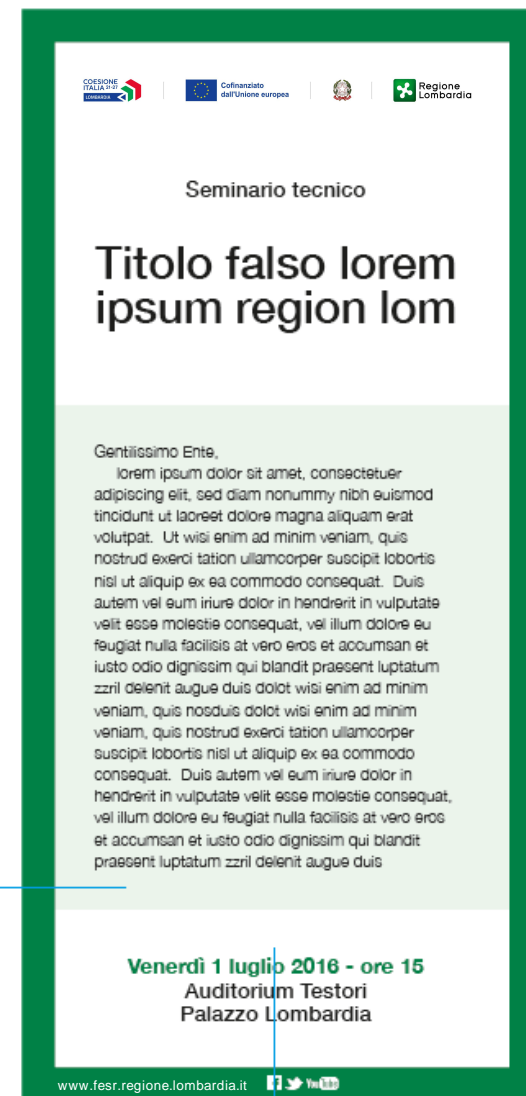 COESIONE
ITALIA 21-27
LOMBARDIA
Cofinanziato
dall'Unione europea
Regione
Lombardia
Seminario tecnico
Titolo falso lorem
ipsum region lom
Gentilissimo Ente,
lorem ipsum dolor sit amet, consectetuer
adipiscing elit, sed diam nonummy nibh euismod
tincidunt ut laoreet dolore magna aliquam erat
volutpat.  Ut wisi enim ad minim veniam, quis
nostrud exerci tation ullamcorper suscipit lobortis
nisl ut aliquip ex ea commodo consequat.  Duis
autem vel eum iriure dolor in hendrerit in vulputate
velit esse molestie consequat, vel illum dolore eu
feugiat nulla facilisis at vero eros et accumsan et
iusto odio dignissim qui blandit praesent luptatum
zzril delenit augue duis dolot wisi enim ad minim
veniam, quis nosduis dolot wisi enim ad minim
veniam, quis nostrud exerci tation ullamcorper
suscipit lobortis nisl ut aliquip ex ea commodo
consequat.  Duis autem vel eum iriure dolor in
hendrerit in vulputate velit esse molestie consequat,
vel illum dolore eu feugiat nulla facilisis at vero eros
et accumsan et iusto odio dignissim qui blandit
praesent luptatum zzril delenit augue duis
Venerdì 1 luglio 2016 - ore 15
Auditorium Testori
Palazzo Lombardia
www.fesr.regione.lombardia.it
YouTube